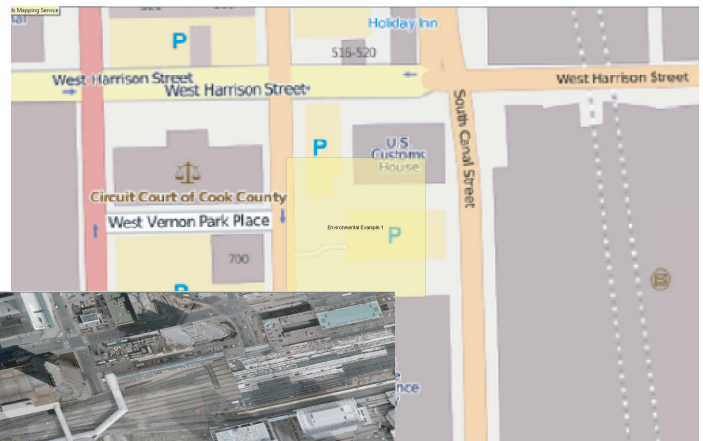 Mapping Service
Holiday Inn
P
516-520
West Harrison Street
West Harrison Street
West Harrison Street
P
U.S.
Customs
House
South Canal Street
Circuit Court of Cook County
West Vernon Park Place
Environmental Example 1
P
700
P
nce